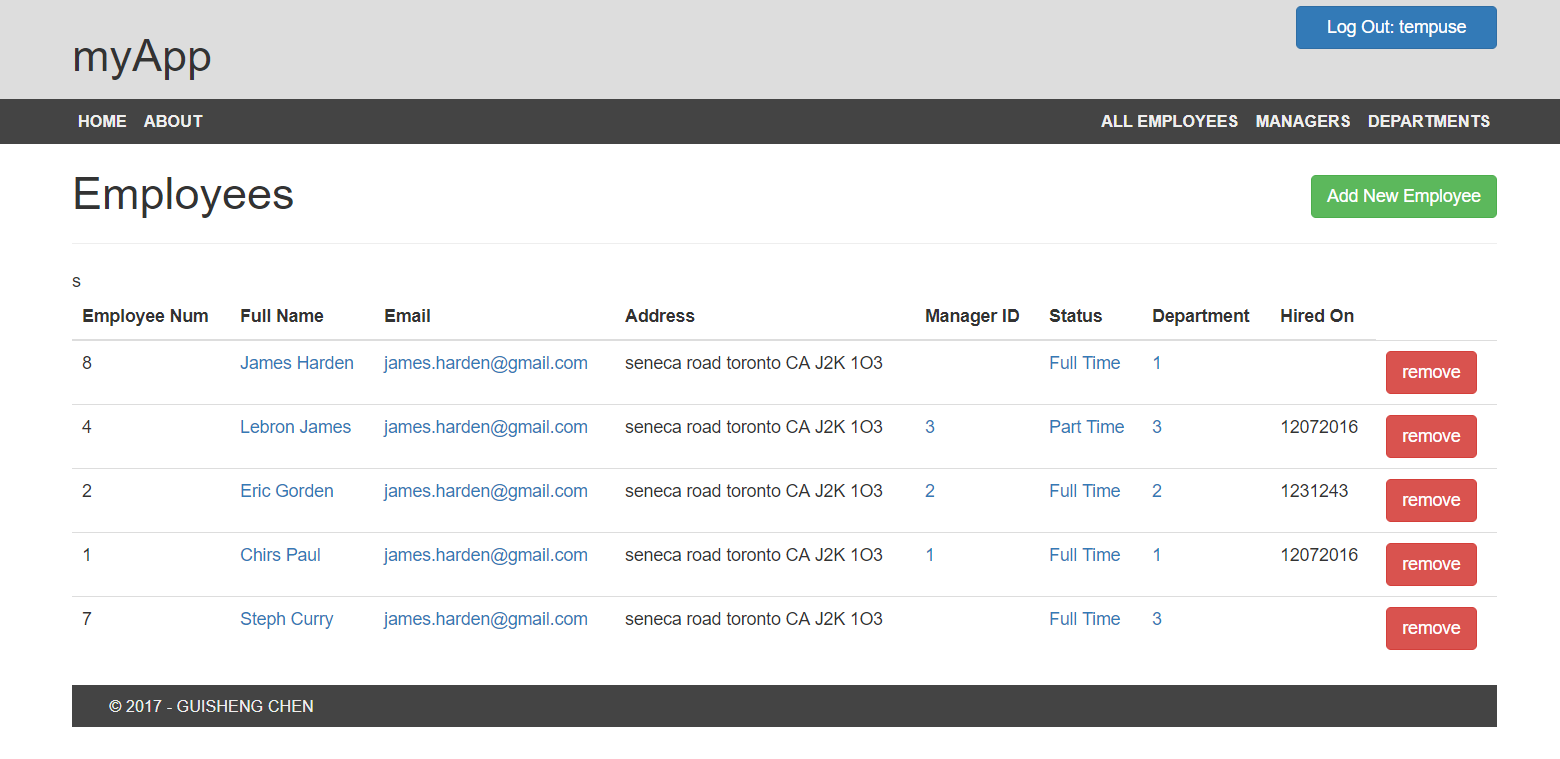 Log Out: tempuse
myApp
HOME ABOUT ALL EMPLOYEES MANAGERS DEPARTMENTS
Employees Add New Employee
s
Employee Num Full Name Email Address Manager ID Status Department Hired On
8 James Harden james.harden@gmail.com seneca road toronto CA J2K 1O3 Full Time 1 remove
4 Lebron James james.harden@gmail.com seneca road toronto CA J2K 1O3 3 Part Time 3 12072016 remove
2 Eric Gorden james.harden@gmail.com seneca road toronto CA J2K 1O3 2 Full Time 2 1231243 remove
1 Chirs Paul james.harden@gmail.com seneca road toronto CA J2K 1O3 1 Full Time 1 12072016 remove
7 Steph Curry james.harden@gmail.com seneca road toronto CA J2K 1O3 Full Time 3 remove
© 2017 - GUISHENG CHEN